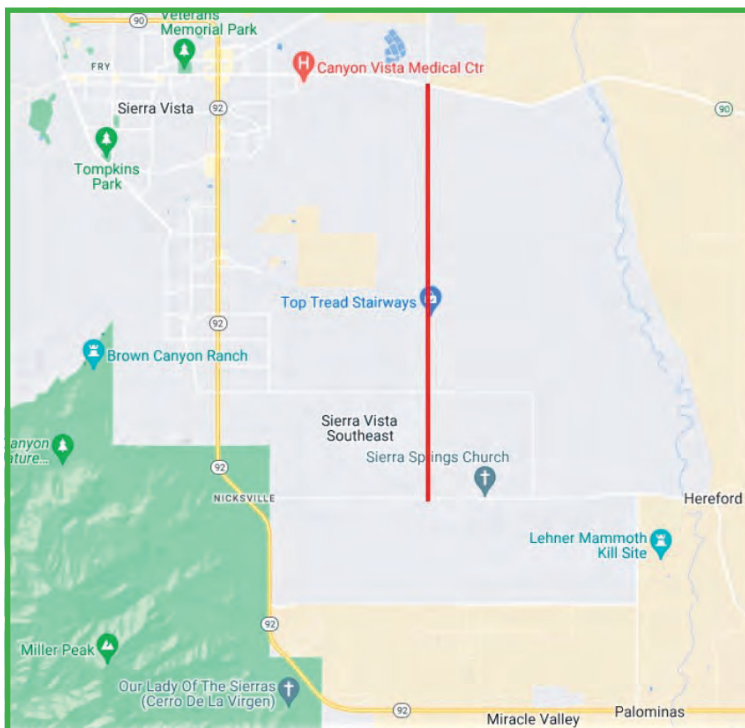 90
Veterans
Memorial Park
FRY
H
Canyon Vista Medical Ctr
Sierra Vista
92
90
Tompkins
Park
Top Tread Stairways
92
Brown Canyon Ranch
Sierra Vista
Southeast
Sierra Springs Church
anyon
ature...
92
NICKSVILLE
Hereford
Lehner Mammoth
Kill Site
92
Miller Peak
Our Lady Of The Sierras
(Cerro De La Virgen)
92
Miracle Valley
Palominas